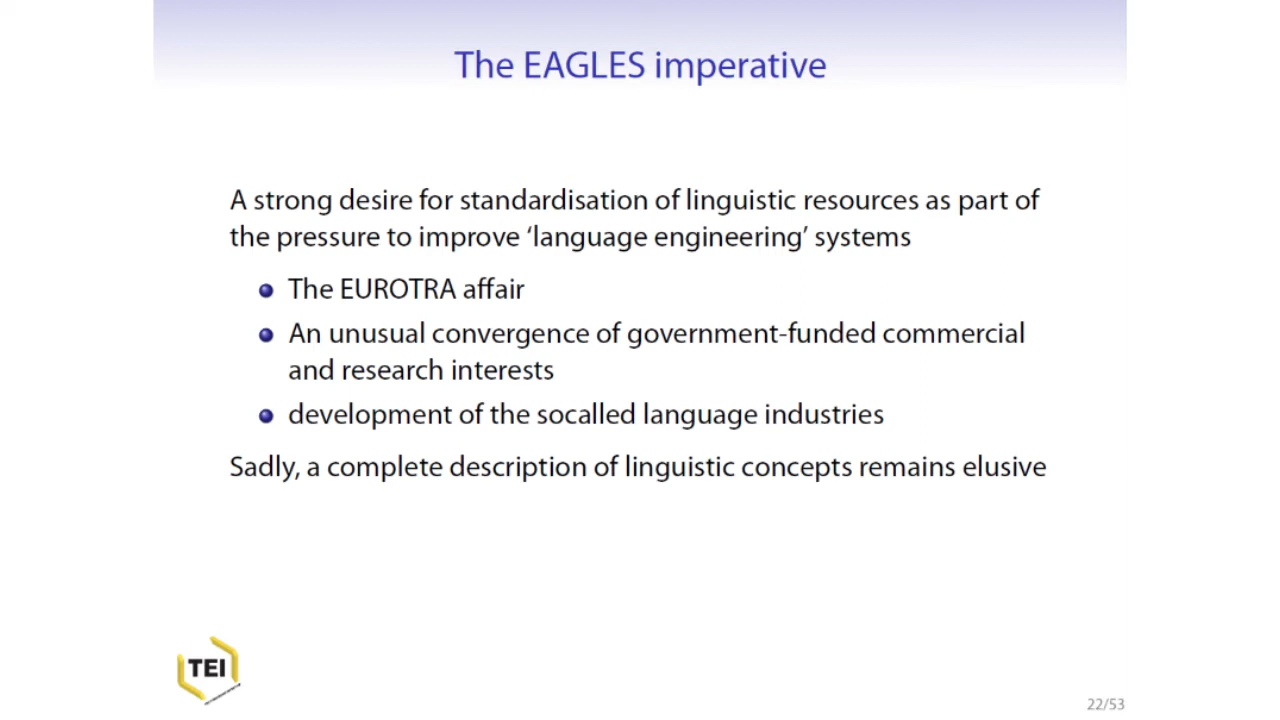 The EAGLES imperative
A strong desire for standardisation of linguistic resources as part of
the pressure to improve ‘language engineering’ systems
The EUROTRA affair
An unusual convergence of government-funded commercial
and research interests
development of the socalled language industries
Sadly, a complete description of linguistic concepts remains elusive
TEI
22/53